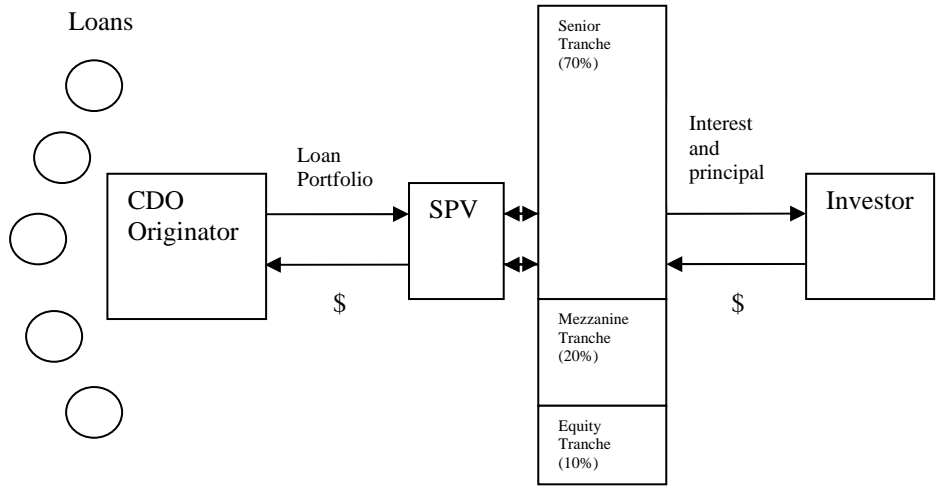 Loans
CDO
Originator
Loan
Portfolio
$
SPV
Senior
Tranche
(70%)
Mezzanine
Tranche
(20%)
Equity
Tranche
(10%)
Interest
and
principal
$
Investor